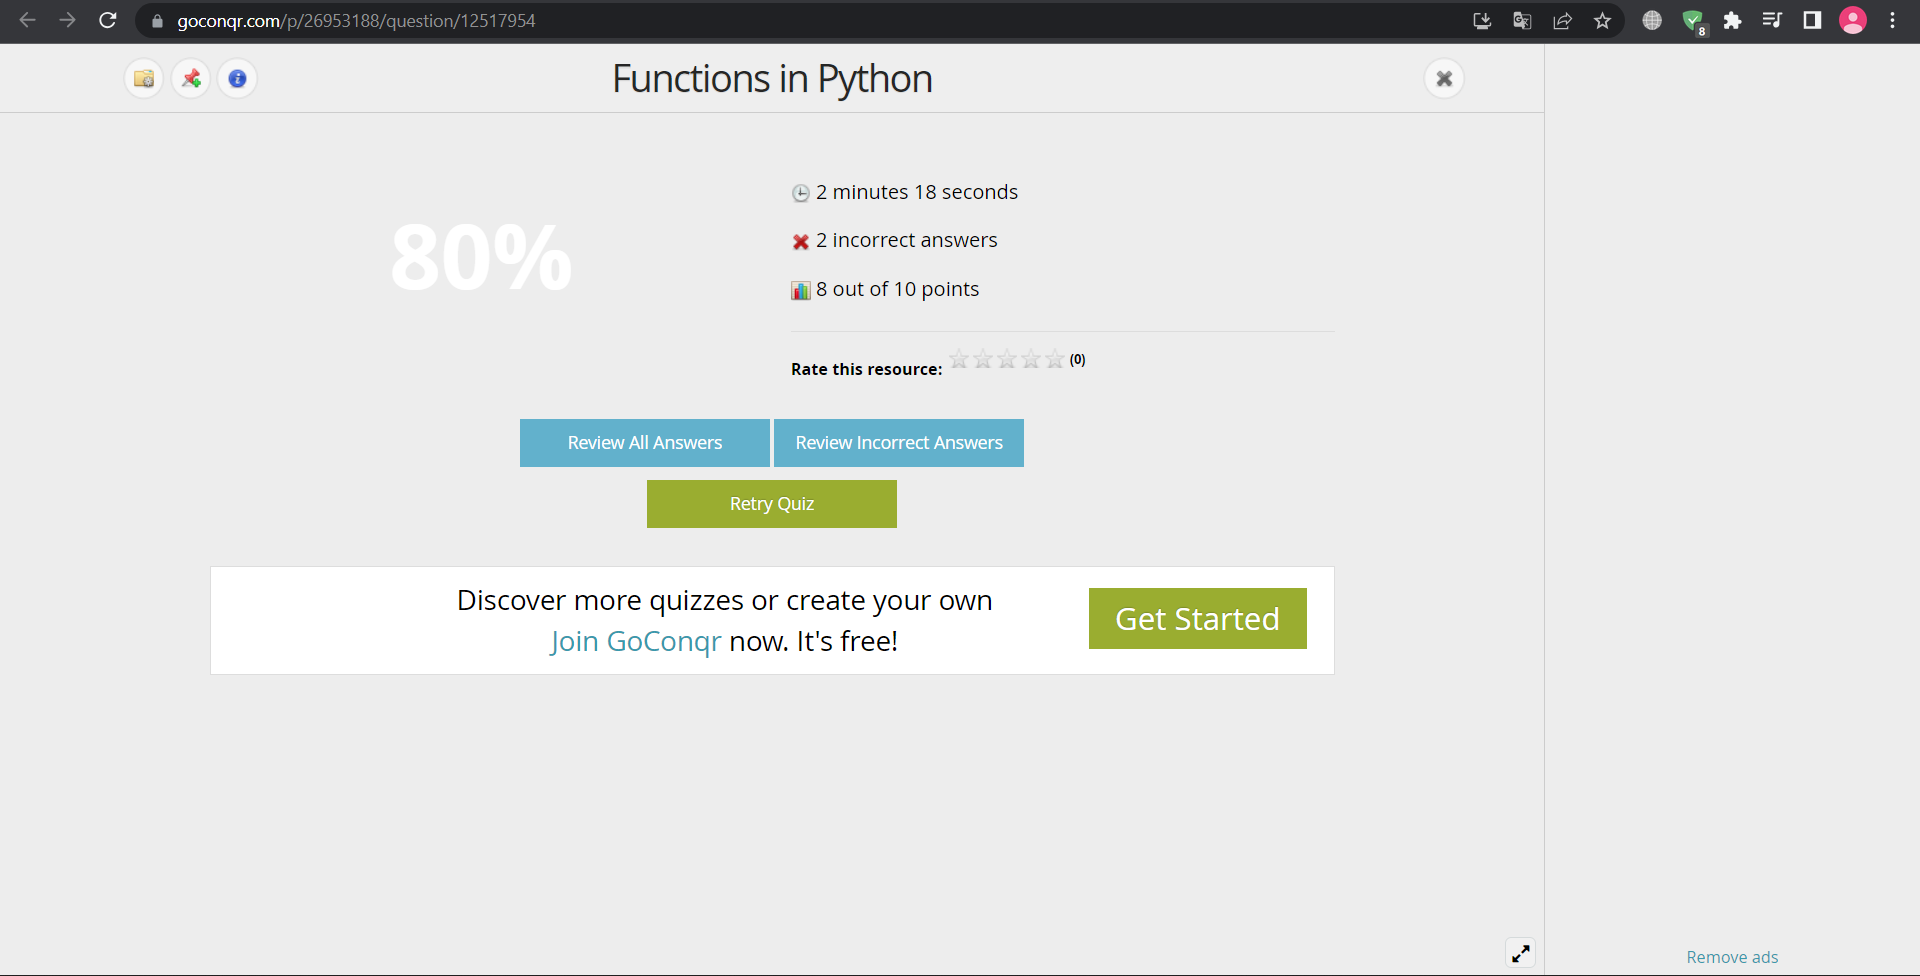 goconqr.com/p/26953188/question/12517954
8
Functions in Python
80%
2 minutes 18 seconds
2 incorrect answers
8 out of 10 points
Rate this resource: (0)
Review All Answers
Review Incorrect Answers
Retry Quiz
Discover more quizzes or create your own
Join GoConqr now. It's free!
Get Started
Remove ads